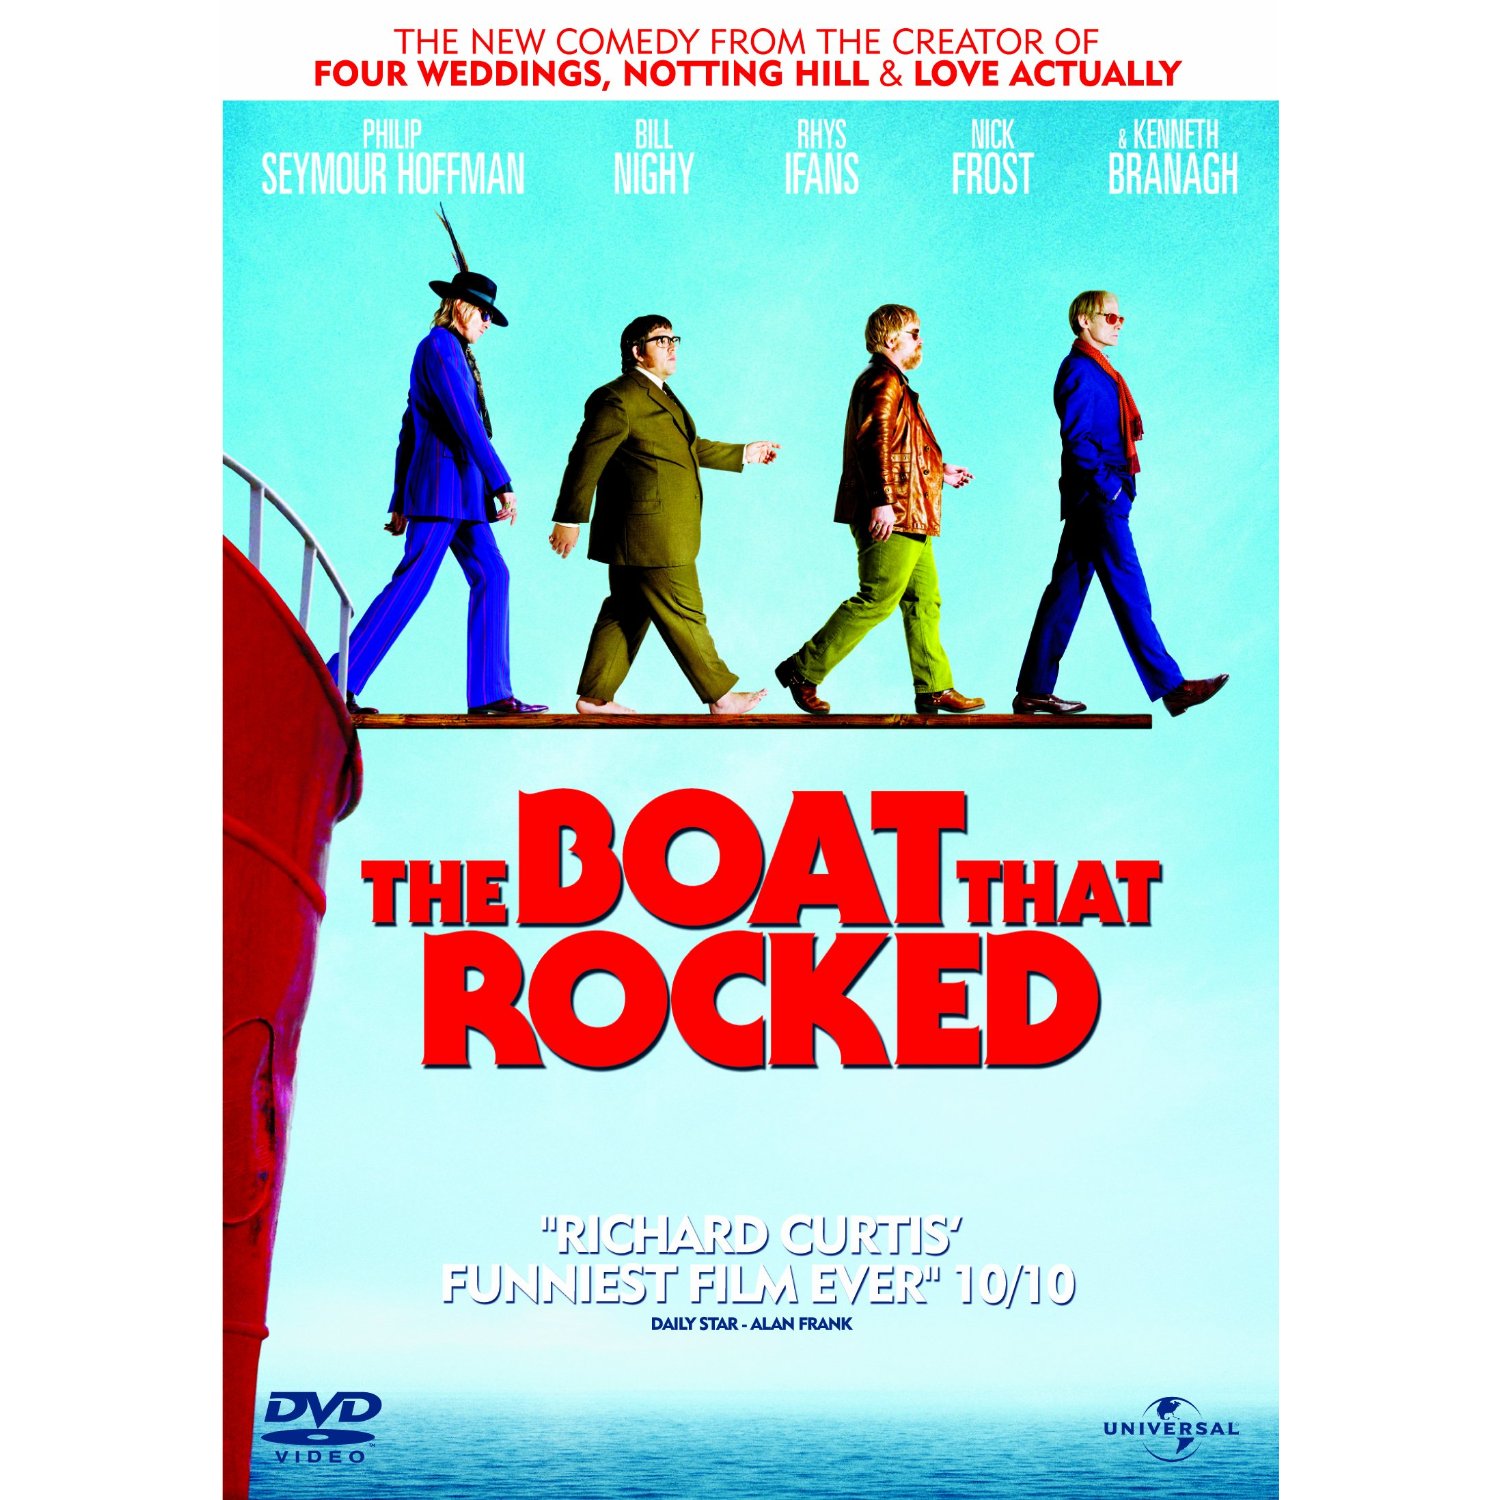 THE NEW COMEDY FROM THE CREATOR OF
FOUR WEDDINGS, NOTTING HILL & LOVE ACTUALLY
PHILIP SEYMOUR HOFFMAN
BILL NIGHY
RHYS IFANS
NICK FROST
& KENNETH BRANAGH
THE BOAT THAT
ROCKED
"RICHARD CURTIS'
FUNNIEST FILM EVER" 10/10
DAILY STAR - ALAN FRANK
DVD
VIDEO
TM
UNIVERSAL